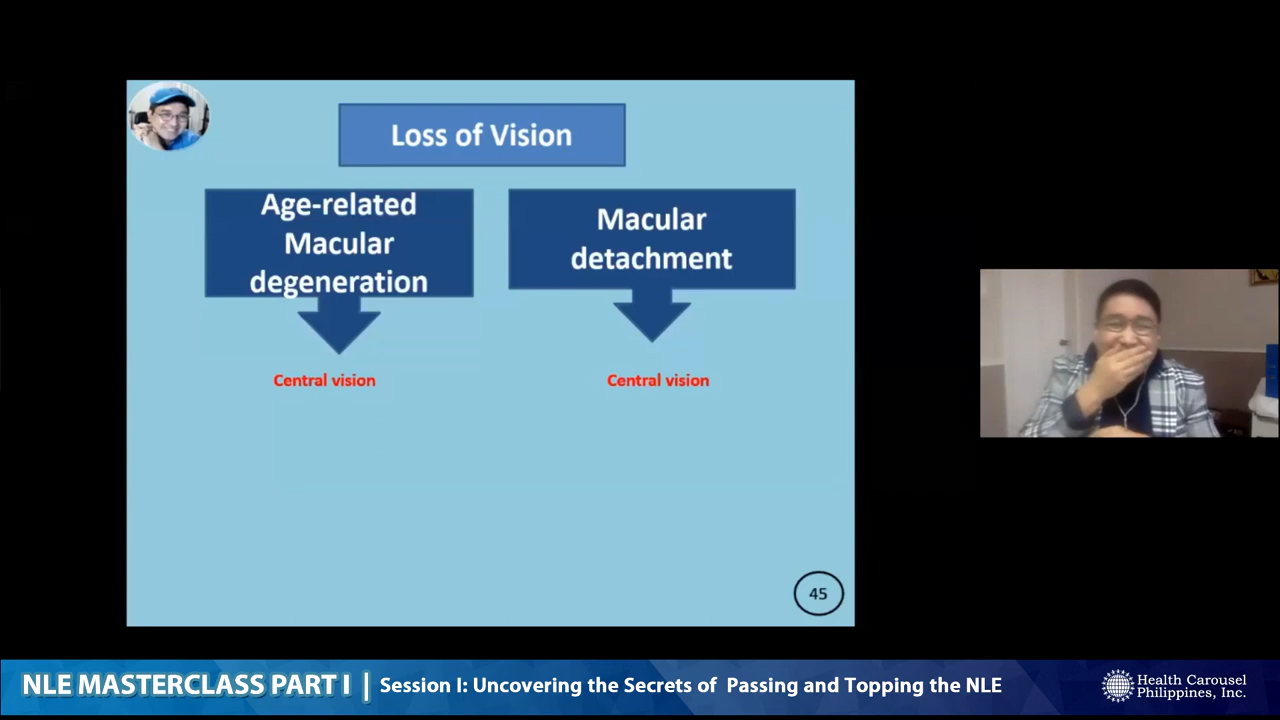 Loss of Vision
Age-related
Macular
degeneration
Macular
detachment
Central vision
Central vision
45
NLE MASTERCLASS PART I | Session I: Uncovering the Secrets of Passing and Topping the NLE
Health Carousel
Philippines, Inc.